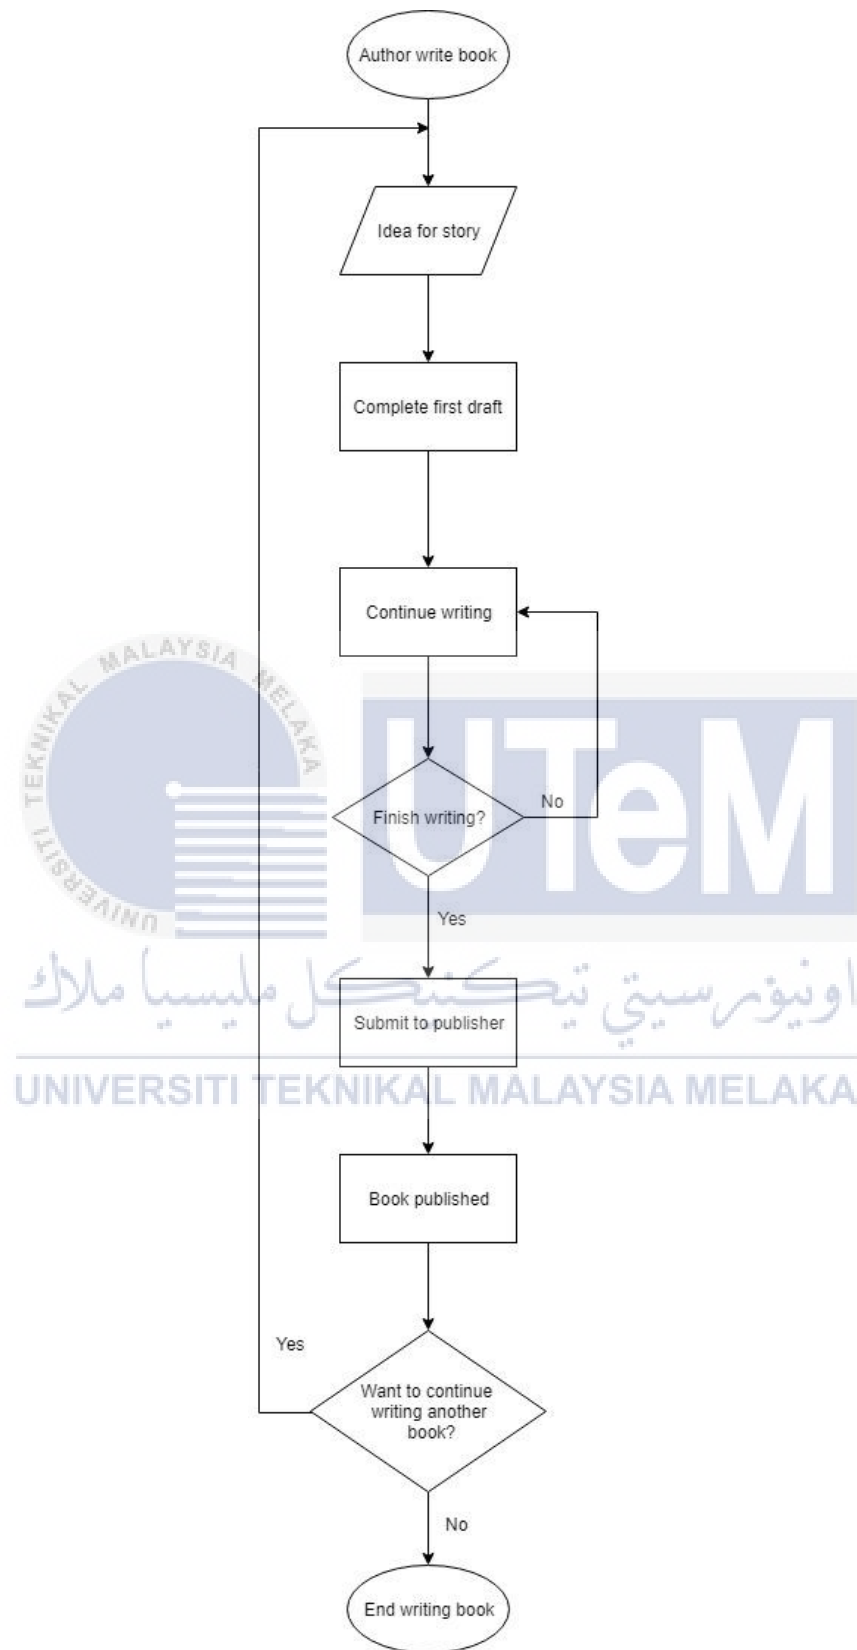 Author write book
Idea for story
Complete first draft
Continue writing
UNIVERSITI TEKNIKAL MALAYSIA MELAKA
UTeM
Finish writing?
No
Yes
اونيۏرسيتي تيكنيكل مليسيا ملاك
Submit to publisher
UNIVERSITI TEKNIKAL MALAYSIA MELAKA
Book published
Yes
Want to continue
writing another
book?
No
End writing book